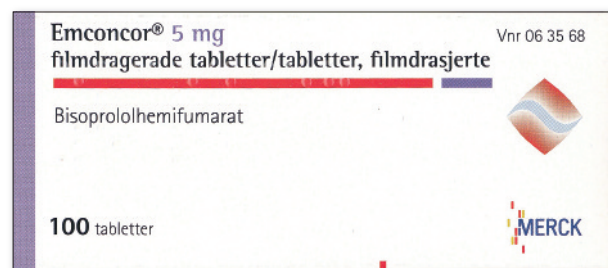 Emconcor® 5 mg
Vnr 06 35 68
filmdragerade tabletter/tabletter, filmdrasjerte
Bisoprololhemifumarat
100 tabletter
MERCK